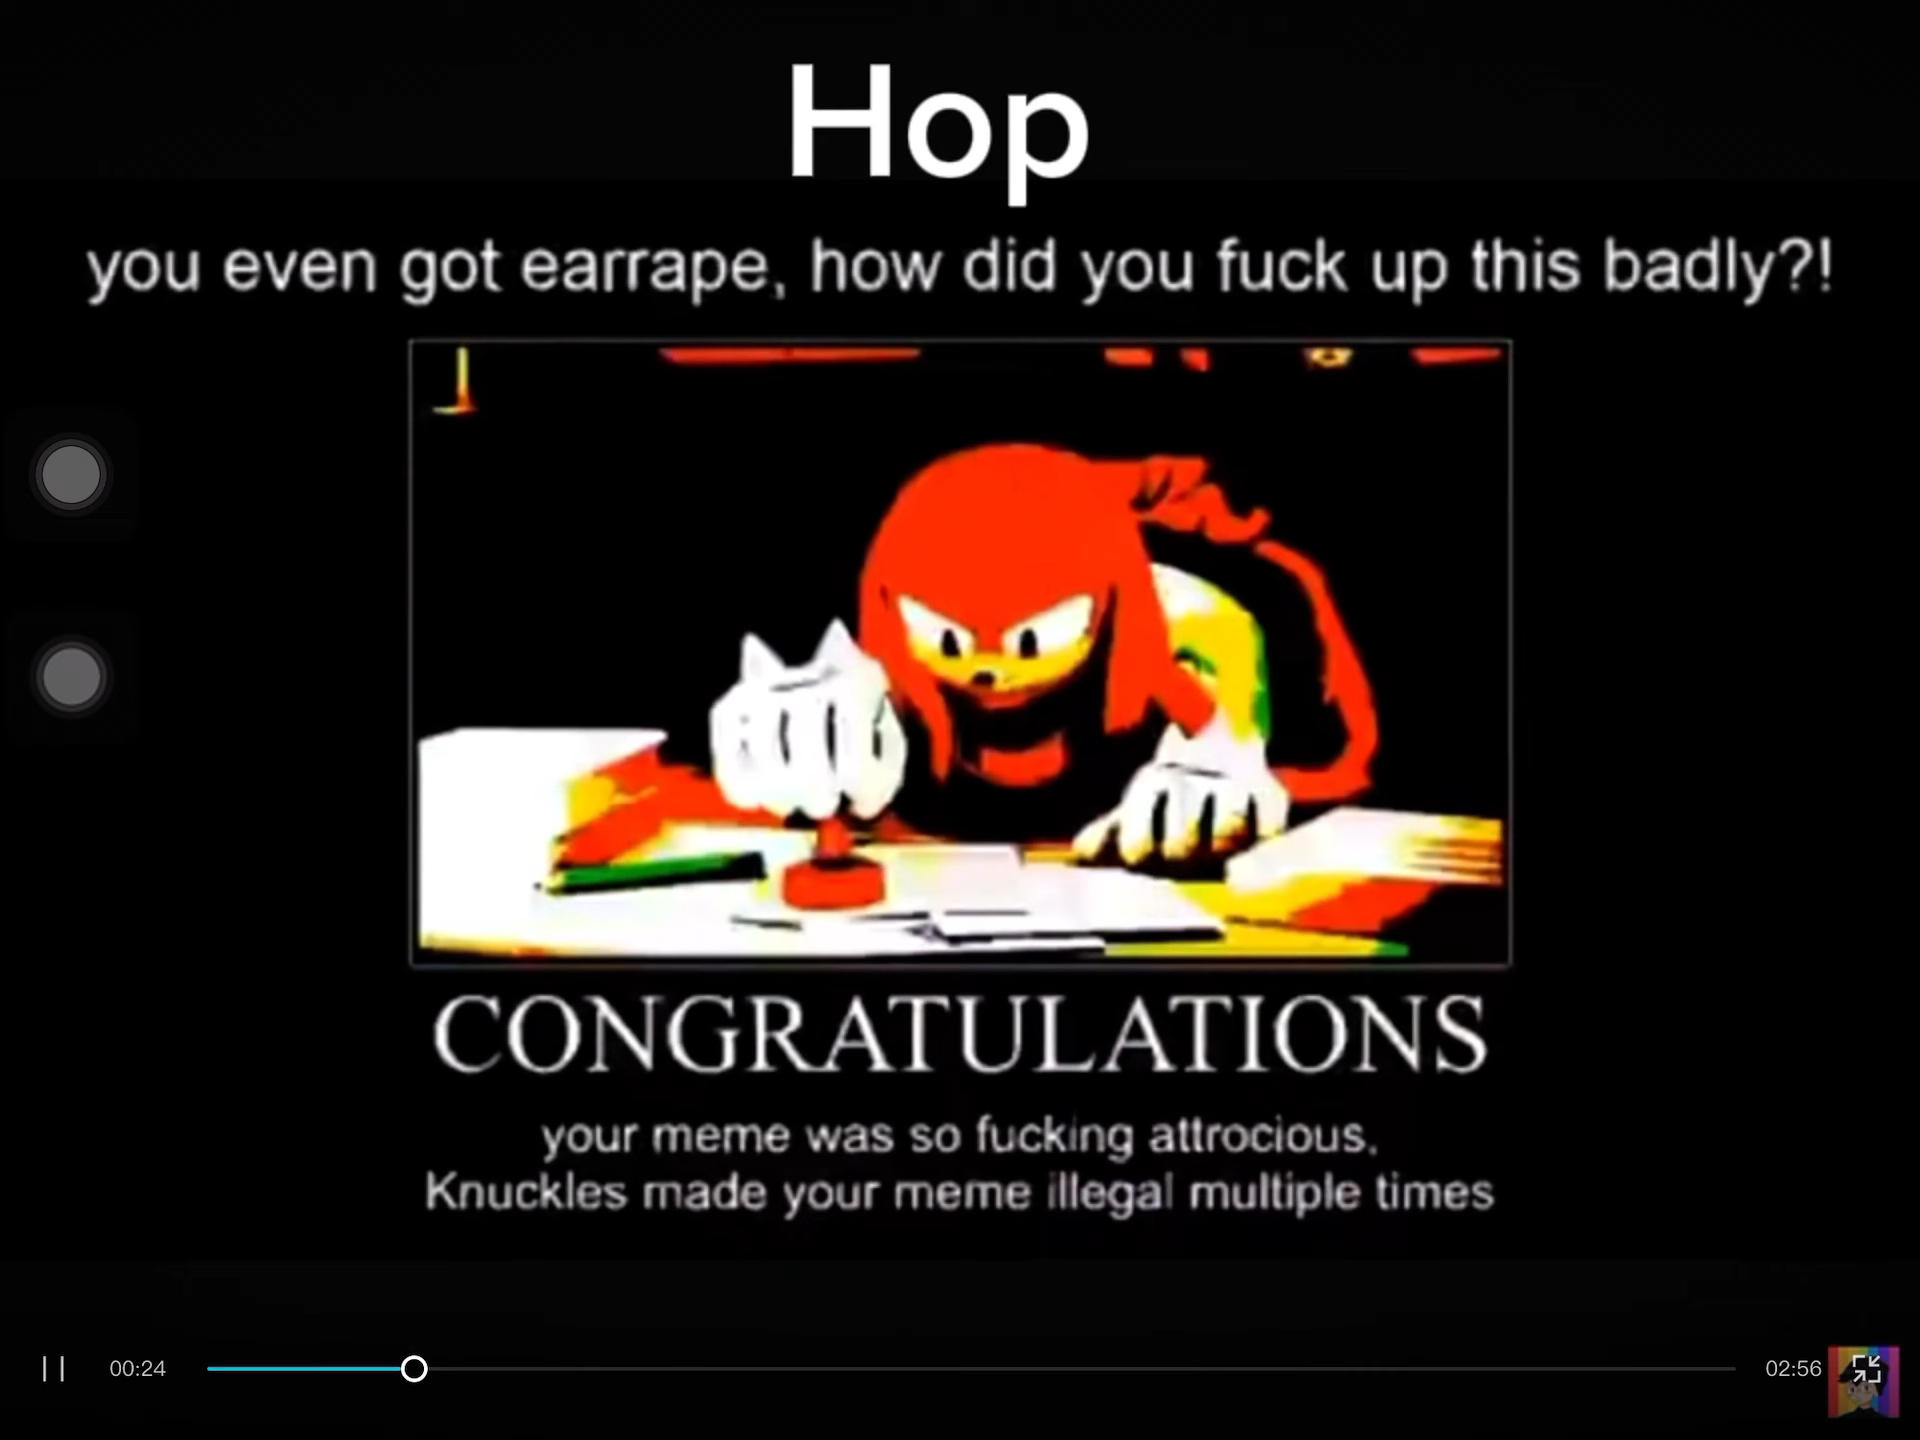 Hop
you even got earrape, how did you fuck up this badly?!
CONGRATULATIONS
your meme was so fucking attrocious.
Knuckles made your meme illegal multiple times
00:24
02:56